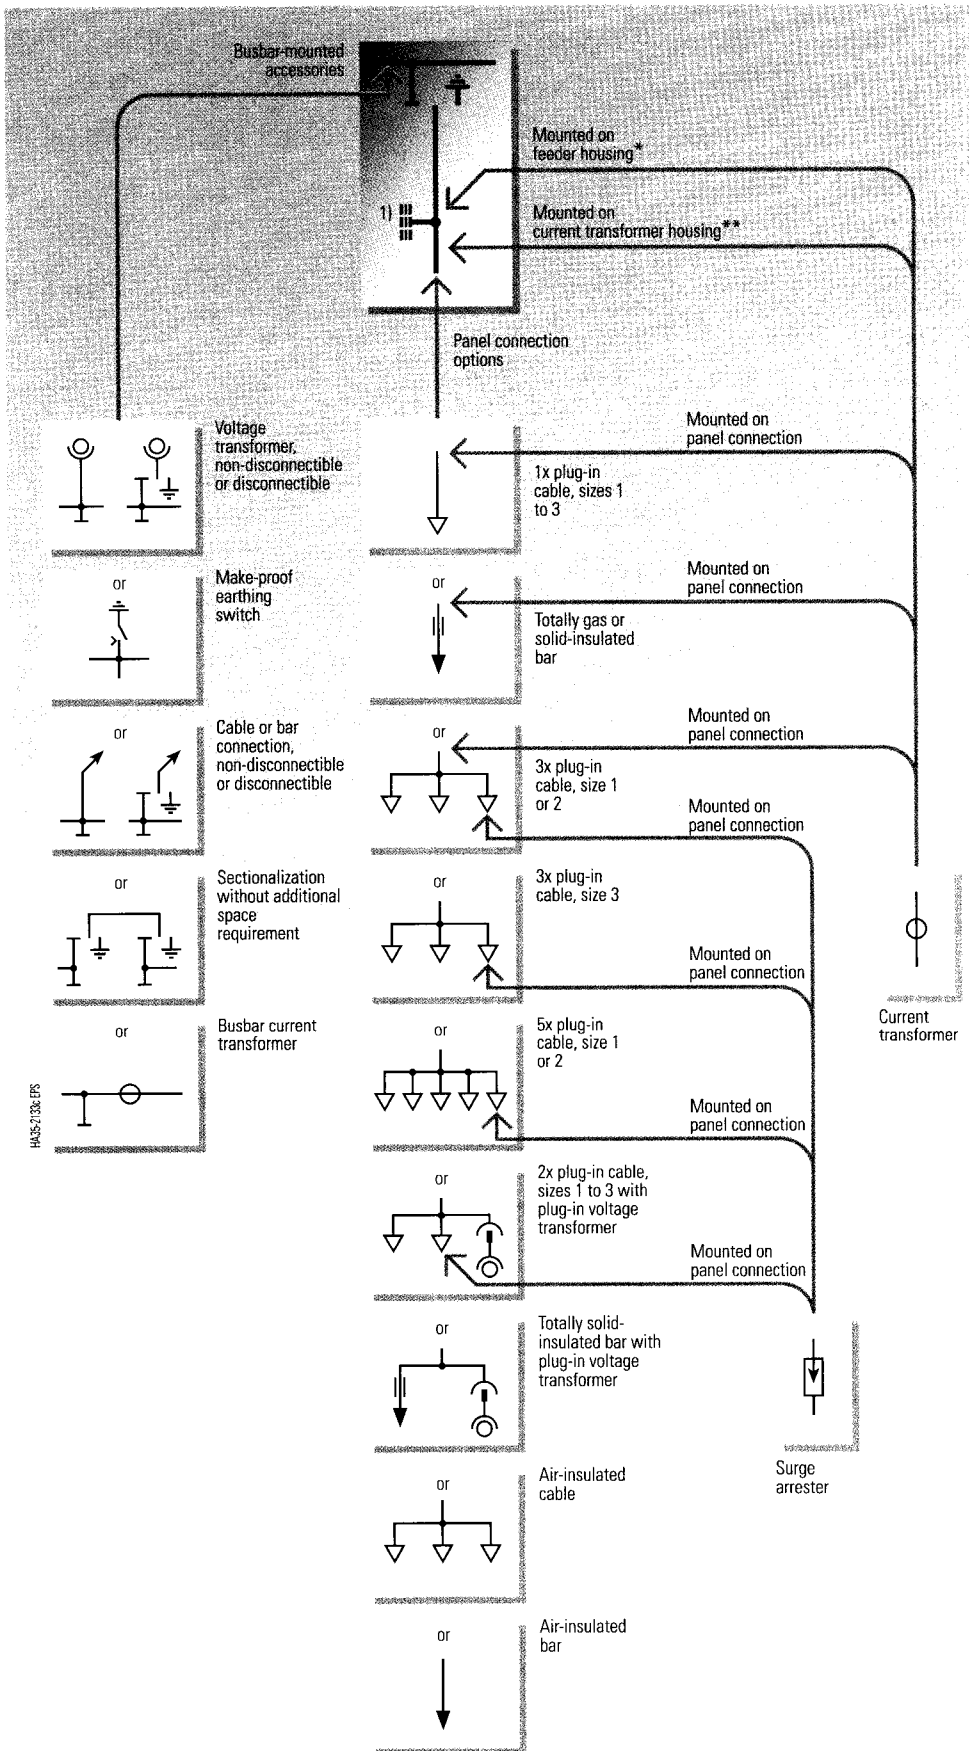 Busbar-mounted
accessories
Mounted on
feeder housing*
1)
Mounted on
current transformer housing**
Panel connection
options
Voltage
transformer,
non-disconnectible
or disconnectible
Mounted on
panel connection
1x plug-in
cable, sizes 1
to 3
or
Make-proof
earthing
switch
or
Mounted on
panel connection
Totally gas or
solid-insulated
bar
or
Cable or bar
connection,
non-disconnectible
or disconnectible
or
Mounted on
panel connection
3x plug-in
cable, size 1
or 2
Mounted on
panel connection
or
Sectionalization
without additional
space
requirement
or
3x plug-in
cable, size 3
Mounted on
panel connection
Current
transformer
or
Busbar current
transformer
or
5x plug-in
cable, size 1
or 2
Mounted on
panel connection
HA35-2133c EPS
or
2x plug-in cable,
sizes 1 to 3 with
plug-in voltage
transformer
Mounted on
panel connection
or
Totally solid-
insulated bar with
plug-in voltage
transformer
Surge
arrester
or
Air-insulated
cable
or
Air-insulated
bar